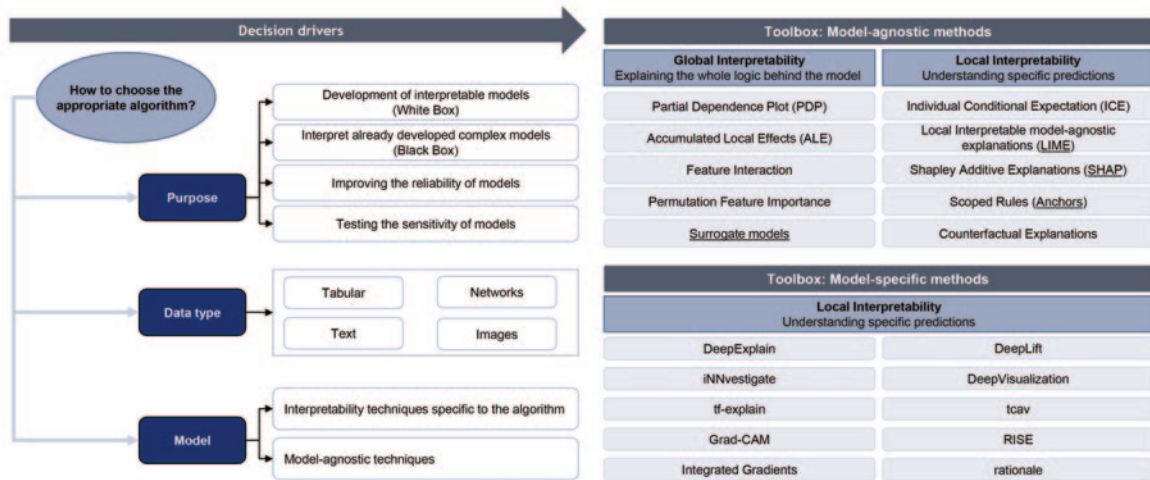 Decision drivers
How to choose the
appropriate algorithm?
Purpose
Development of interpretable models
(White Box)
Interpret already developed complex models
(Black Box)
Improving the reliability of models
Testing the sensitivity of models
Data type
Tabular
Networks
Text
Images
Model
Interpretability techniques specific to the algorithm
Model-agnostic techniques
Toolbox: Model-agnostic methods
Global Interpretability
Explaining the whole logic behind the model
Local Interpretability
Understanding specific predictions
Partial Dependence Plot (PDP)
Individual Conditional Expectation (ICE)
Accumulated Local Effects (ALE)
Local Interpretable model-agnostic
explanations (LIME)
Feature Interaction
Shapley Additive Explanations (SHAP)
Permutation Feature Importance
Scoped Rules (Anchors)
Surrogate models
Counterfactual Explanations
Toolbox: Model-specific methods
Local Interpretability
Understanding specific predictions
DeepExplain
DeepLift
iNNvestigate
DeepVisualization
tf-explain
tcav
Grad-CAM
RISE
Integrated Gradients
rationale